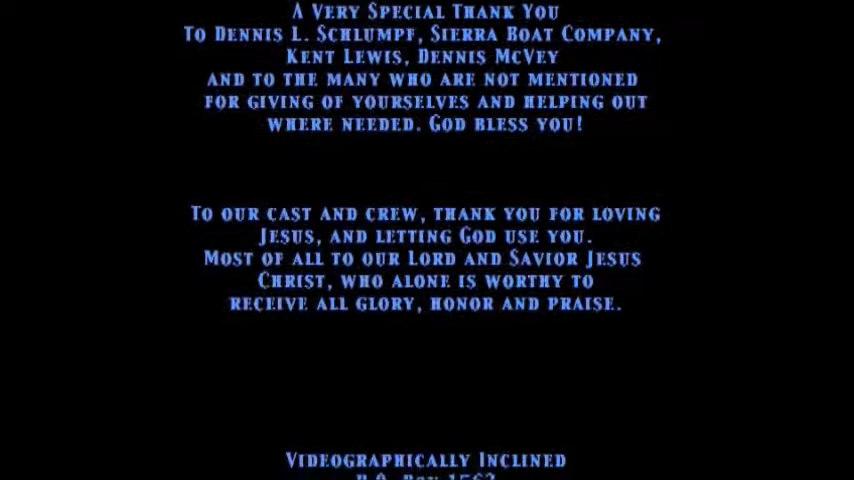 A Very Special Thank You
To Dennis L. Schlumpf, Sierra Boat Company,
Kent Lewis, Dennis McVey
and to the many who are not mentioned
for giving of yourselves and helping out
where needed. God bless you!
To our cast and crew, thank you for loving
Jesus, and letting God use you.
Most of all to our Lord and Savior Jesus
Christ, who alone is worthy to
receive all glory, honor and praise.
Videographically Inclined
P.O. Box 1563